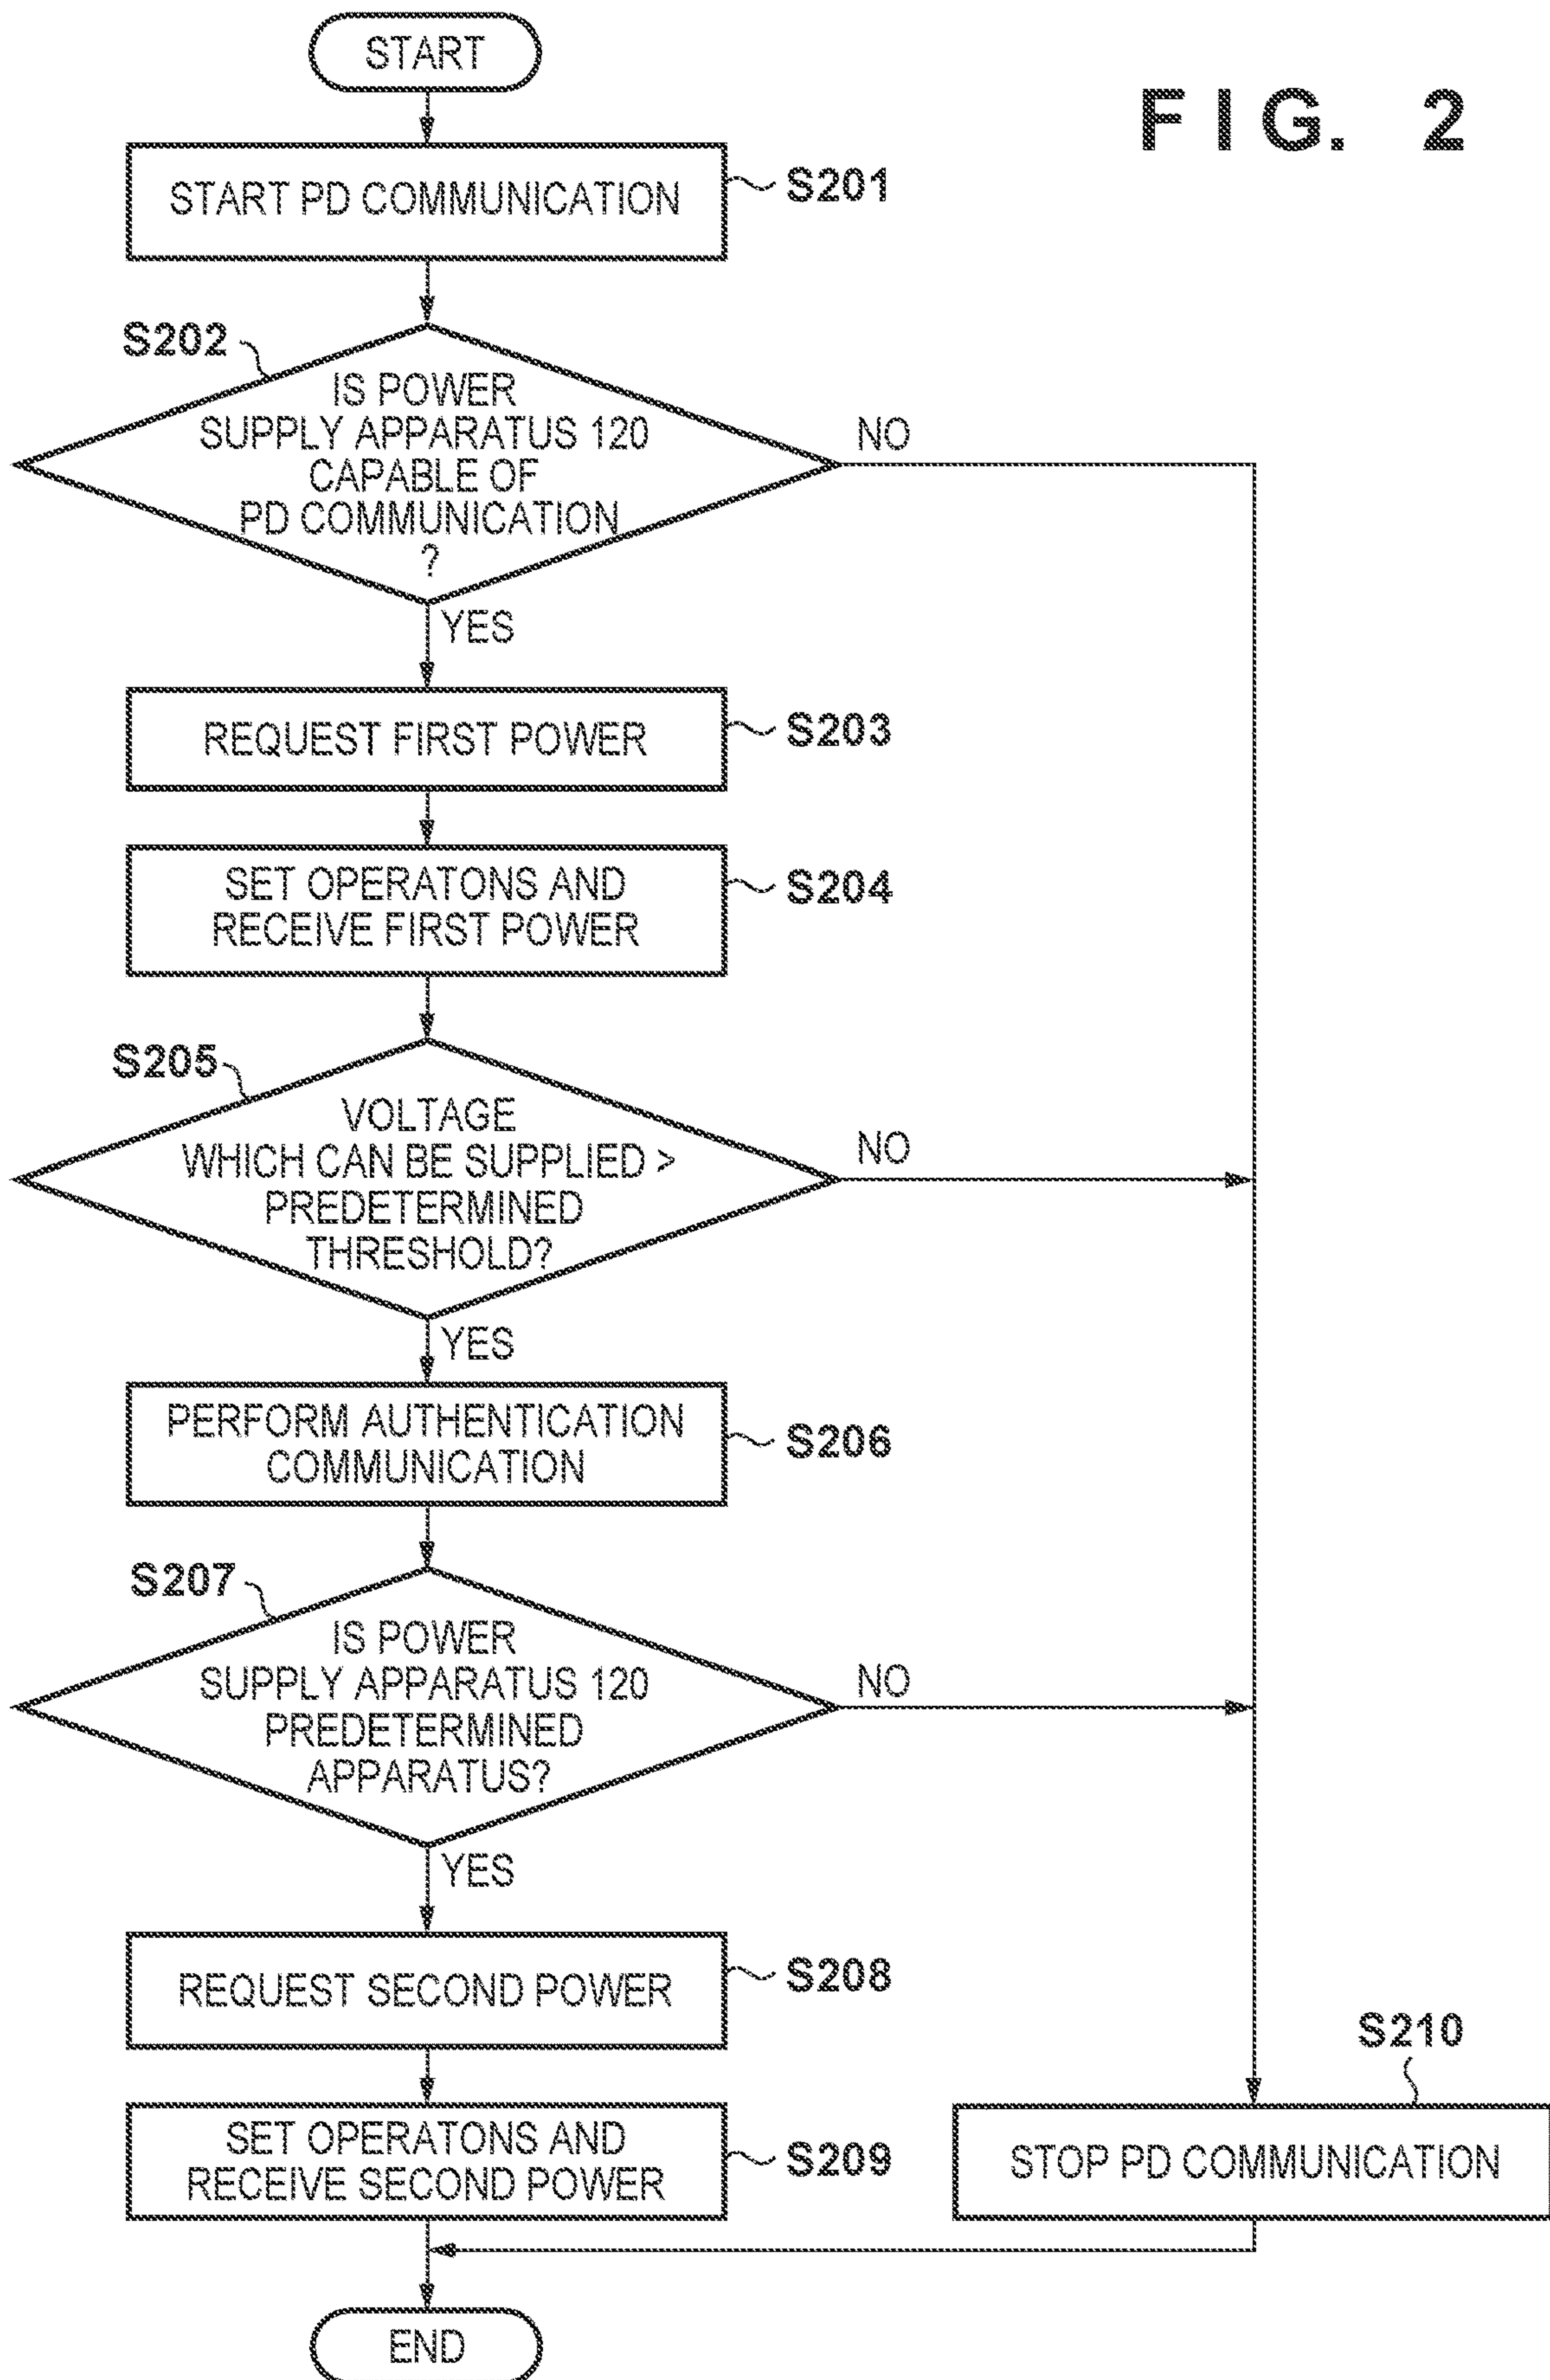 FIG. 2
START
START PD COMMUNICATION
S201
S202
IS POWER
SUPPLY APPARATUS 120
CAPABLE OF
PD COMMUNICATION
?
NO
YES
REQUEST FIRST POWER
S203
SET OPERATONS AND
RECEIVE FIRST POWER
S204
S205
VOLTAGE
WHICH CAN BE SUPPLIED >
PREDETERMINED
THRESHOLD?
NO
YES
PERFORM AUTHENTICATION
COMMUNICATION
S206
S207
IS POWER
SUPPLY APPARATUS 120
PREDETERMINED
APPARATUS?
NO
YES
REQUEST SECOND POWER
S208
SET OPERATONS AND
RECEIVE SECOND POWER
S209
S210
STOP PD COMMUNICATION
END